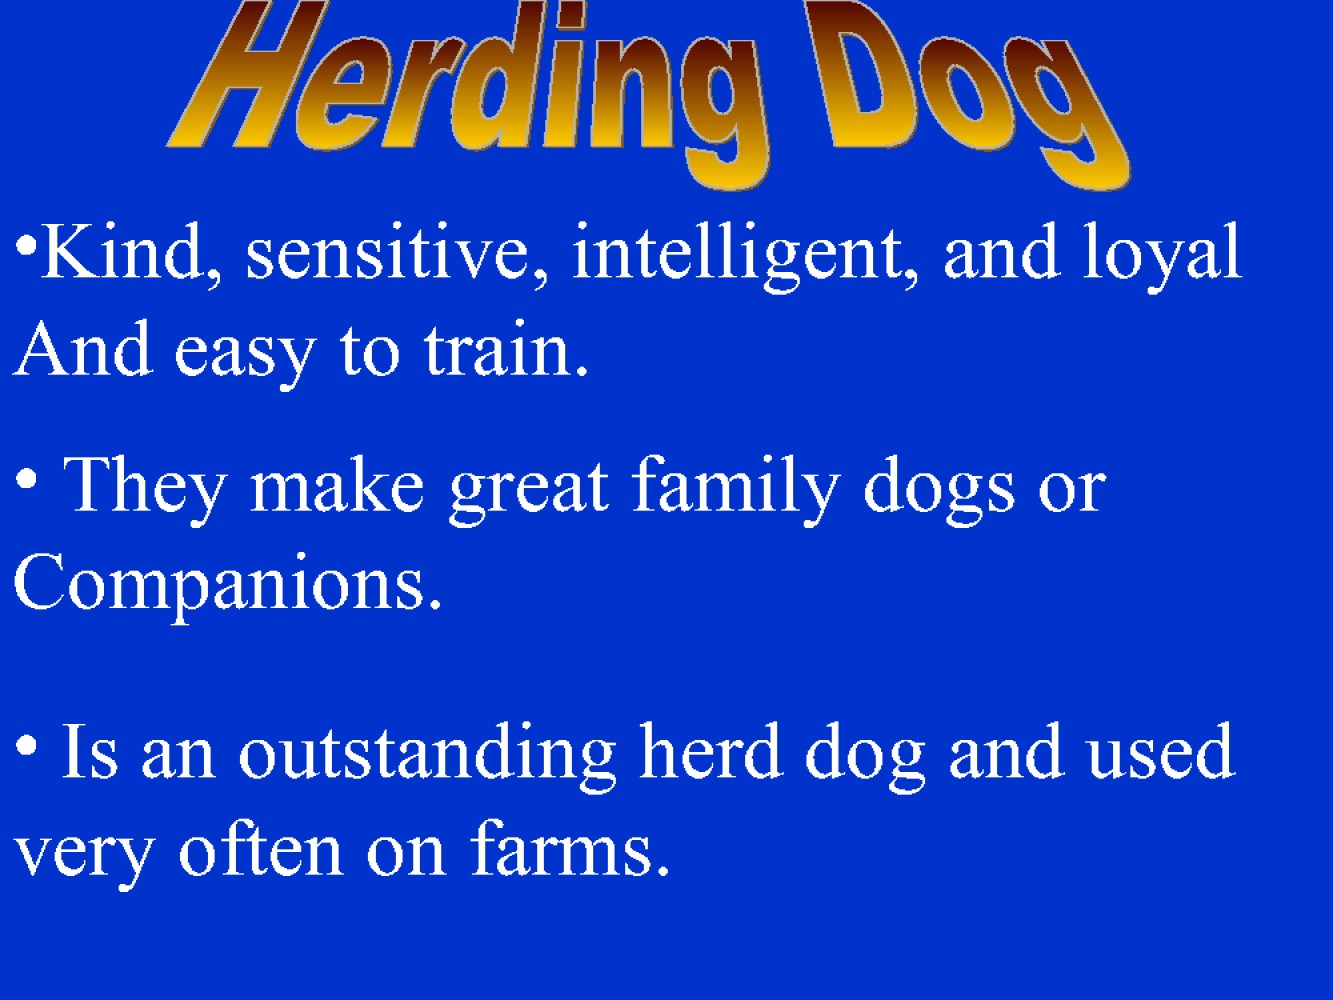 Herding Dog
•Kind, sensitive, intelligent, and loyal
And easy to train.
• They make great family dogs or
Companions.
• Is an outstanding herd dog and used
very often on farms.